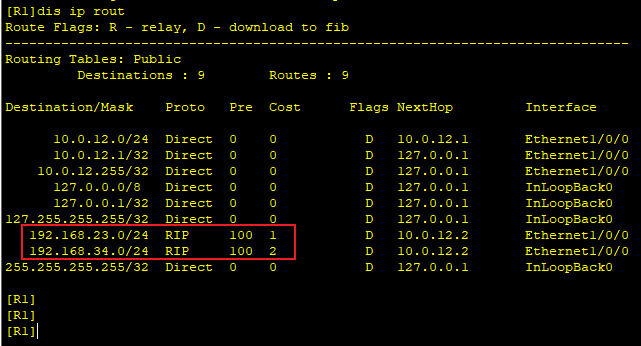 [R1]dis ip rout
Route Flags: R - relay, D - download to fib
------------------------------------------------------------------------------
Routing Tables: Public
         Destinations : 9        Routes : 9
Destination/Mask    Proto   Pre  Cost      Flags NextHop         Interface
      10.0.12.0/24  Direct  0    0           D   10.0.12.1       Ethernet1/0/0
      10.0.12.1/32  Direct  0    0           D   127.0.0.1       Ethernet1/0/0
    10.0.12.255/32  Direct  0    0           D   127.0.0.1       Ethernet1/0/0
      127.0.0.0/8   Direct  0    0           D   127.0.0.1       InLoopBack0
      127.0.0.1/32  Direct  0    0           D   127.0.0.1       InLoopBack0
127.255.255.255/32  Direct  0    0           D   127.0.0.1       InLoopBack0
   192.168.23.0/24  RIP     100  1           D   10.0.12.2       Ethernet1/0/0
   192.168.34.0/24  RIP     100  2           D   10.0.12.2       Ethernet1/0/0
255.255.255.255/32  Direct  0    0           D   127.0.0.1       InLoopBack0
[R1]
[R1]
[R1]